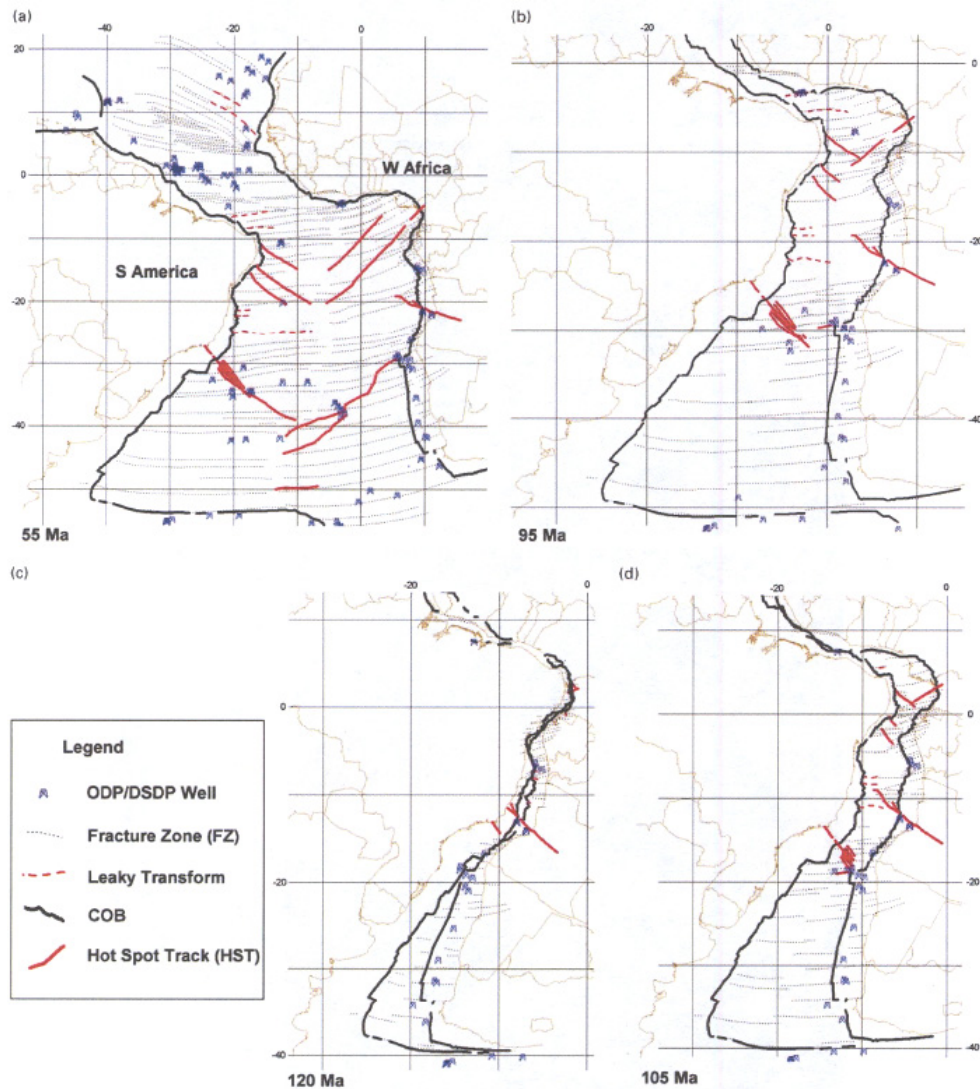 (a)
-40
-20
0
20
0
-20
-40
W Africa
S America
55 Ma
(b)
-20
0
0
-20
-40
95 Ma
(c)
-20
0
0
-20
-40
120 Ma
(d)
-20
0
0
-20
-40
105 Ma
Legend
ODP/DSDP Well
Fracture Zone (FZ)
Leaky Transform
COB
Hot Spot Track (HST)